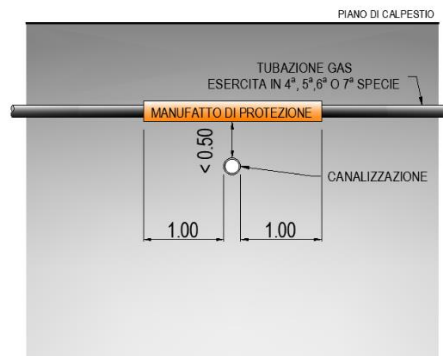 PIANO DI CALPESTIO
TUBAZIONE GAS
ESERCITA IN 4ª, 5ª,6ª O 7ª SPECIE
MANUFATTO DI PROTEZIONE
< 0.50
CANALIZZAZIONE
1.00
1.00